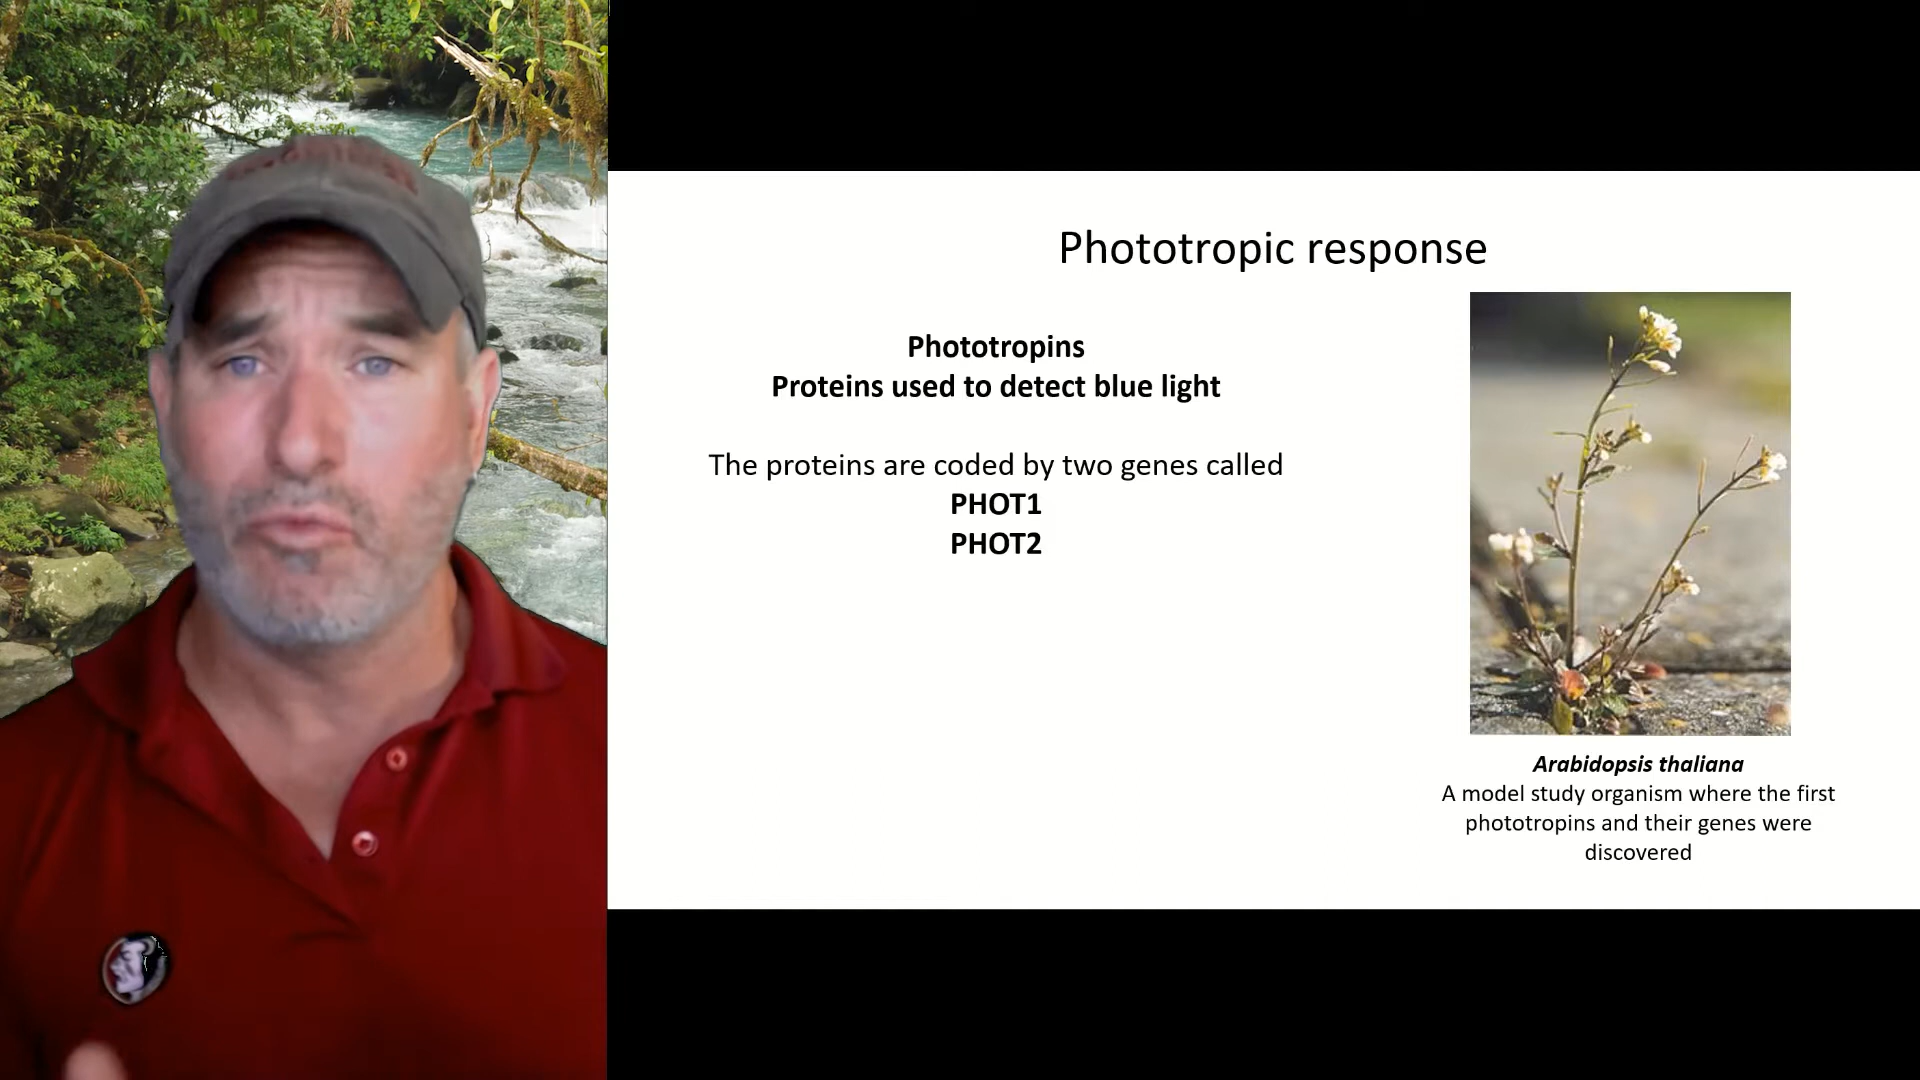 Phototropic response
Phototropins
Proteins used to detect blue light
The proteins are coded by two genes called
PHOT1
PHOT2
Arabidopsis thaliana
A model study organism where the first
phototropins and their genes were
discovered